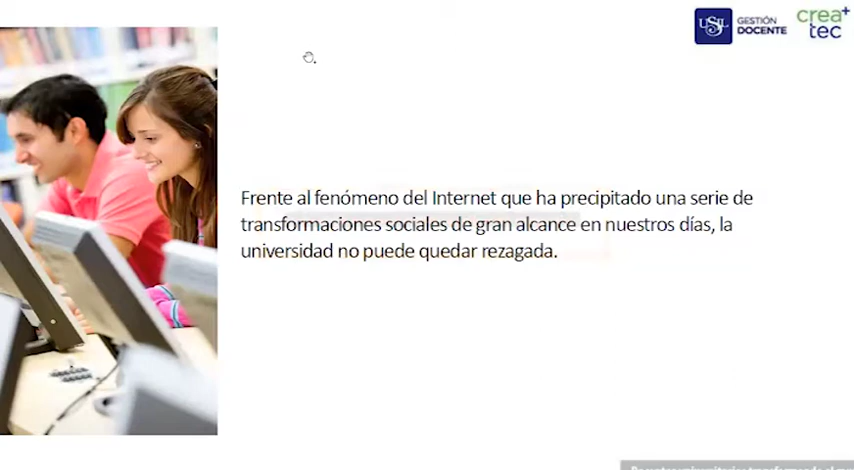 USIL
GESTIÓN
DOCENTE
crea+
tec
Frente al fenómeno del Internet que ha precipitado una serie de
transformaciones sociales de gran alcance en nuestros días, la
universidad no puede quedar rezagada.